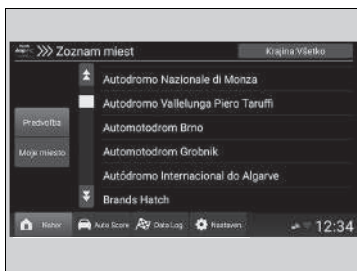 Zoznam miest
Krajina Všetko
Autodromo Nazionale di Monza
Autodromo Vallelunga Piero Taruffi
Predvoľba
Automotodrom Brno
Moje miesto
Automotodrom Grobnik
Autódromo Internacional do Algarve
Brands Hatch
Auto Score
Data Log
Nastaven.
12:34